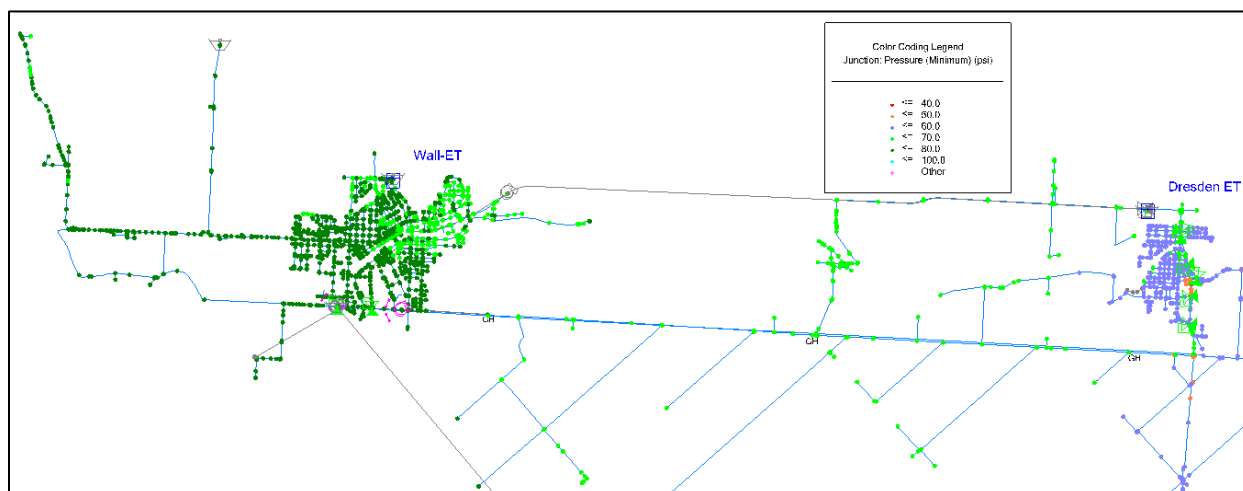 Color Coding Legend
Junction: Pressure (Minimum) (psi)
<= 40.0
<= 50.0
<= 60.0
<= 70.0
<= 80.0
<= 100.0
Other
Wall-ET
Dresden ET
GH
GH
GH